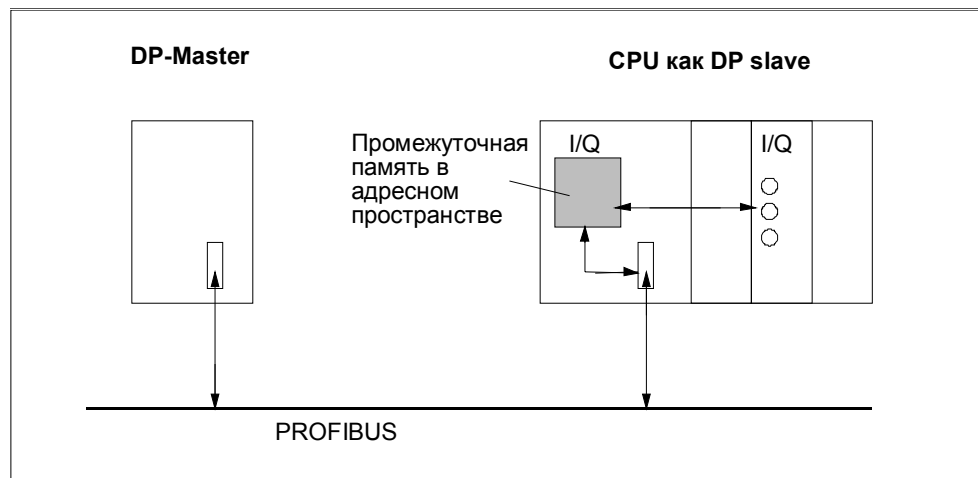 DP-Master
CPU как DP slave
Промежуточная
память в
адресном
пространстве
I/Q
I/Q
PROFIBUS